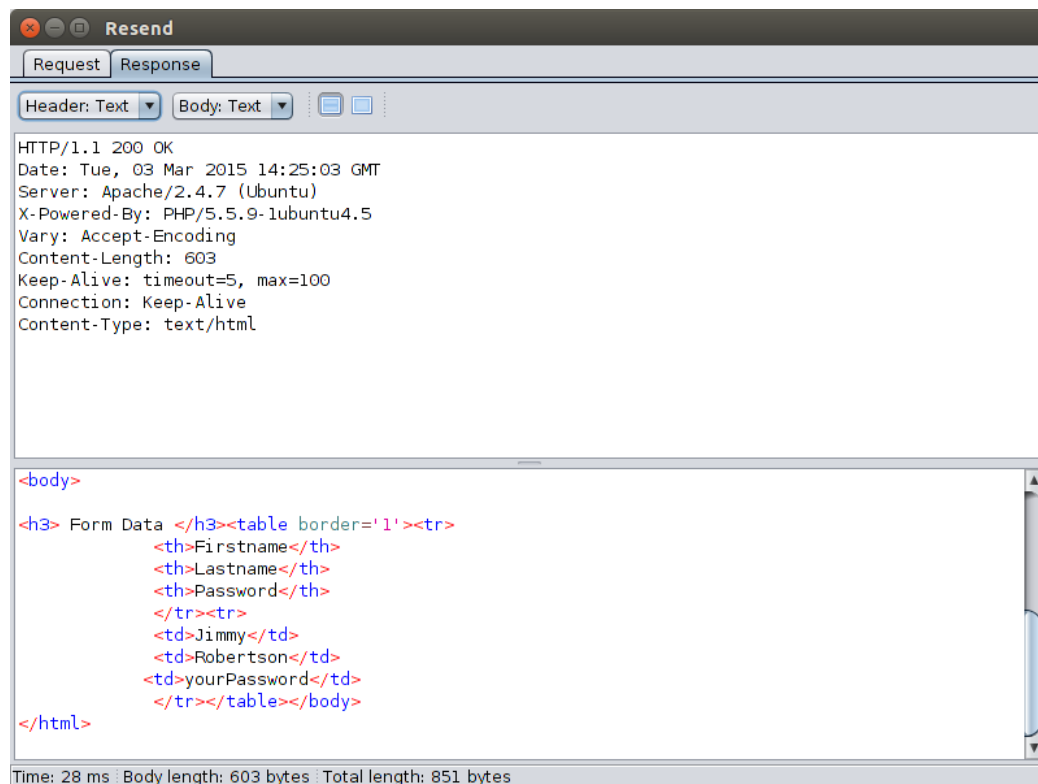 Resend
Request Response
Header: Text Body: Text
HTTP/1.1 200 OK
Date: Tue, 03 Mar 2015 14:25:03 GMT
Server: Apache/2.4.7 (Ubuntu)
X-Powered-By: PHP/5.5.9-1ubuntu4.5
Vary: Accept-Encoding
Content-Length: 603
Keep-Alive: timeout=5, max=100
Connection: Keep-Alive
Content-Type: text/html
<body>
<h3> Form Data </h3><table border='1'><tr>
<th>Firstname</th>
<th>Lastname</th>
<th>Password</th>
</tr><tr>
<td>Jimmy</td>
<td>Robertson</td>
<td>yourPassword</td>
</tr></table></body>
</html>
Time: 28 ms Body length: 603 bytes Total length: 851 bytes